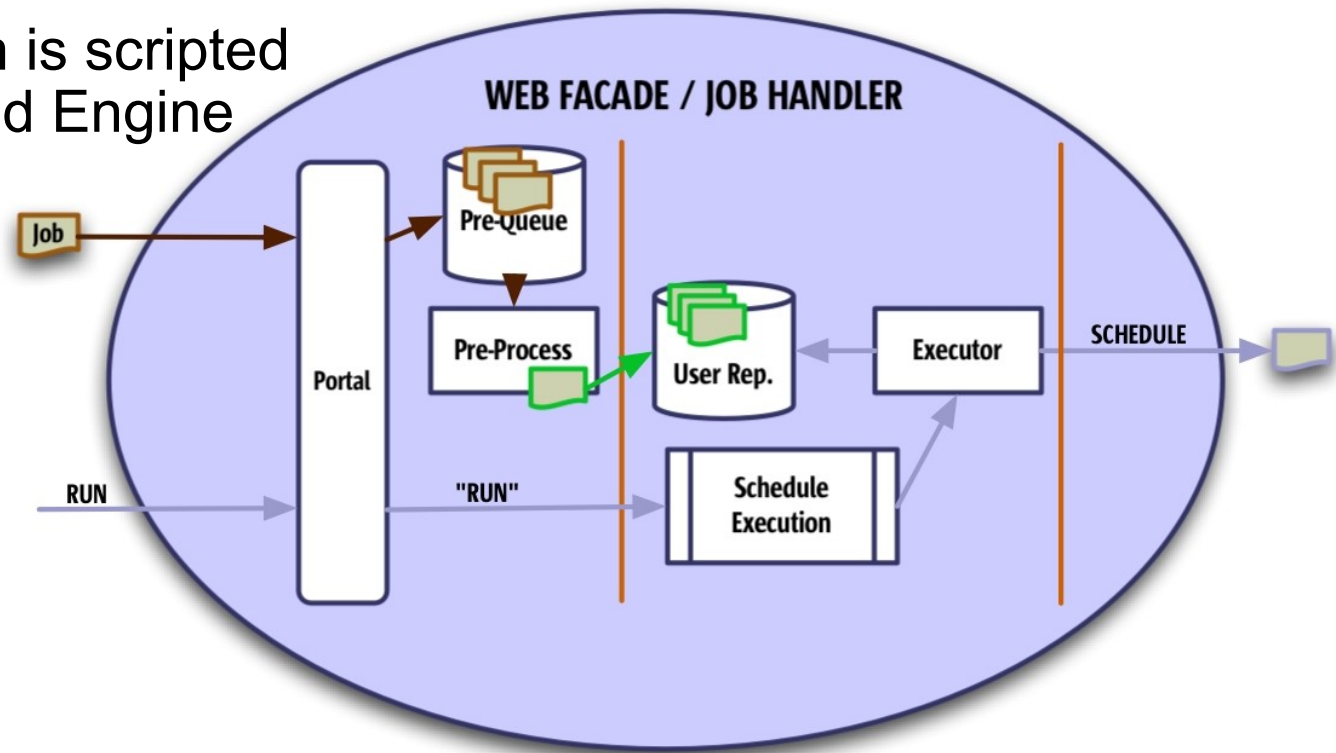 is scripted
Engine
WEB FACADE / JOB HANDLER
Job
Pre-Queue
Pre-Process
Portal
User Rep.
Executor
SCHEDULE
RUN
"RUN"
Schedule
Execution